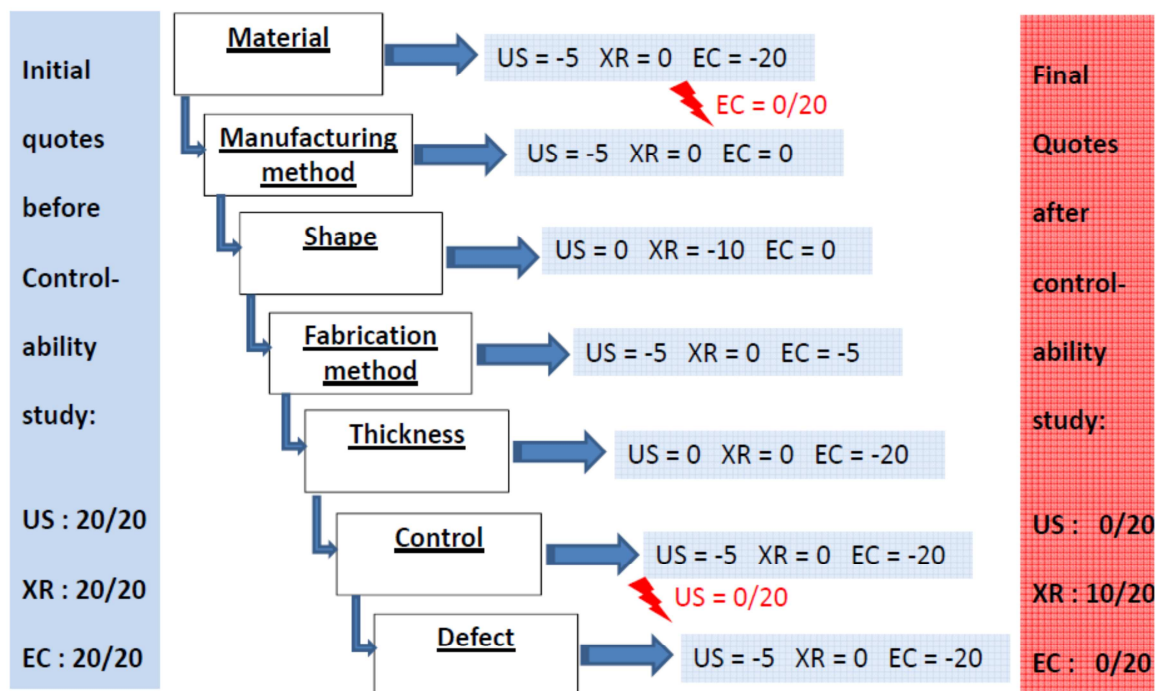 Initial
quotes
before
Control-
ability
study:
US : 20/20
XR : 20/20
EC : 20/20
Material
US = -5 XR = 0 EC = -20
EC = 0/20
Manufacturing
method
US = -5 XR = 0 EC = 0
Shape
US = 0 XR = -10 EC = 0
Fabrication
method
US = -5 XR = 0 EC = -5
Thickness
US = 0 XR = 0 EC = -20
Control
US = -5 XR = 0 EC = -20
US = 0/20
Defect
US = -5 XR = 0 EC = -20
Final
Quotes
after
control-
ability
study:
US : 0/20
XR : 10/20
EC : 0/20